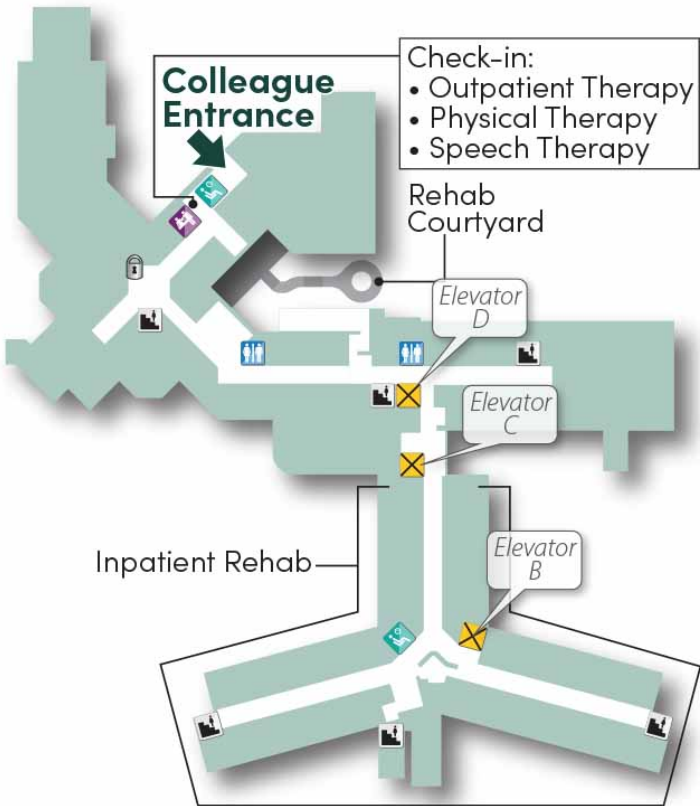 Colleague
Entrance
Check-in:
• Outpatient Therapy
• Physical Therapy
• Speech Therapy
Rehab
Courtyard
Elevator
D
Elevator
C
Inpatient Rehab
Elevator
B